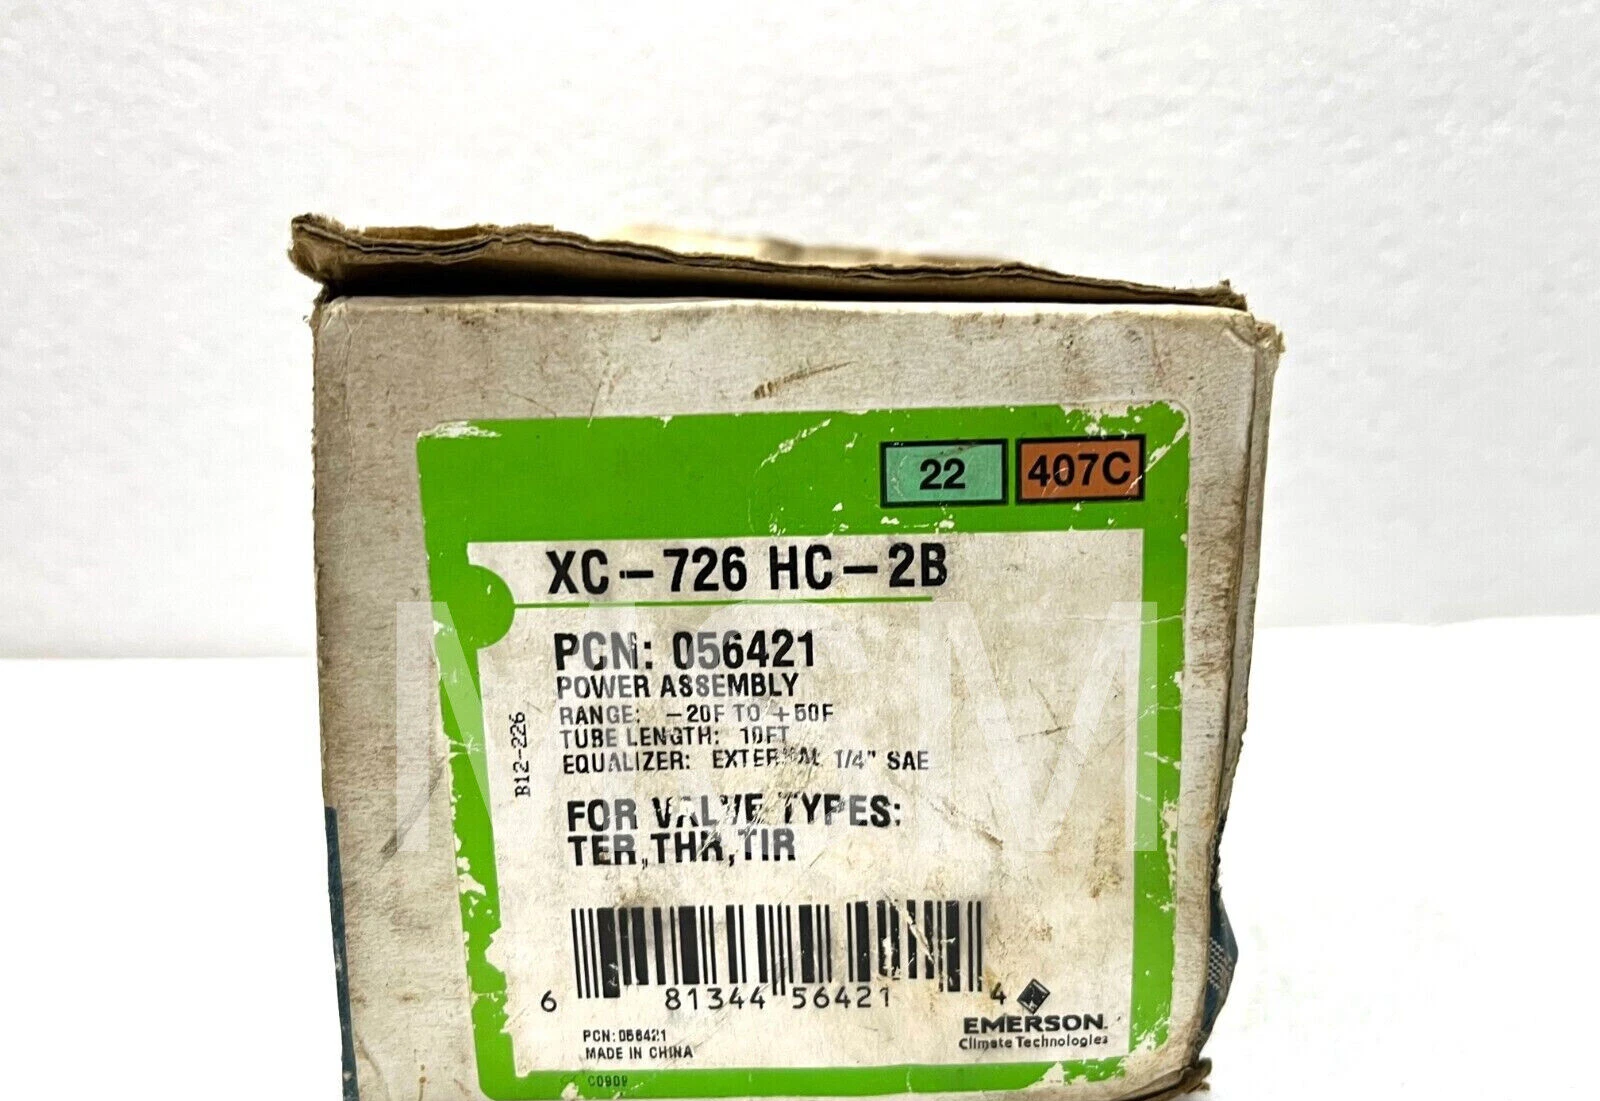 22 407C
XC-726 HC-2B
PCN: 056421
POWER ASSEMBLY
RANGE: -20F TO +50F
TUBE LENGTH: 10FT
EQUALIZER: EXTERNAL 1/4" SAE
B12-226
FOR VALVE TYPES:
TER, THR, TIR
6 81344 56421 4
EMERSON
Climate Technologies
PCN: 056421
MADE IN CHINA
C0909